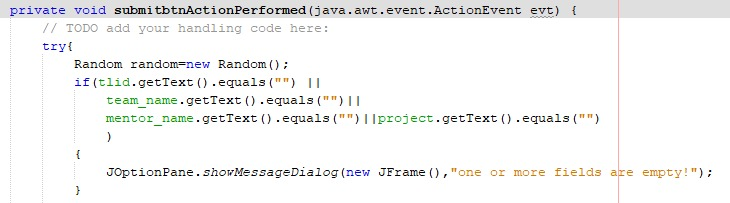 private void submitbtnActionPerformed(java.awt.event.ActionEvent evt) {
// TODO add your handling code here:
try{
Random random=new Random();
if(tlid.getText().equals("") ||
team_name.getText().equals("")||
mentor_name.getText().equals("")||project.getText().equals("")
)
{
JOptionPane.showMessageDialog(new JFrame(),"one or more fields are empty!");
}